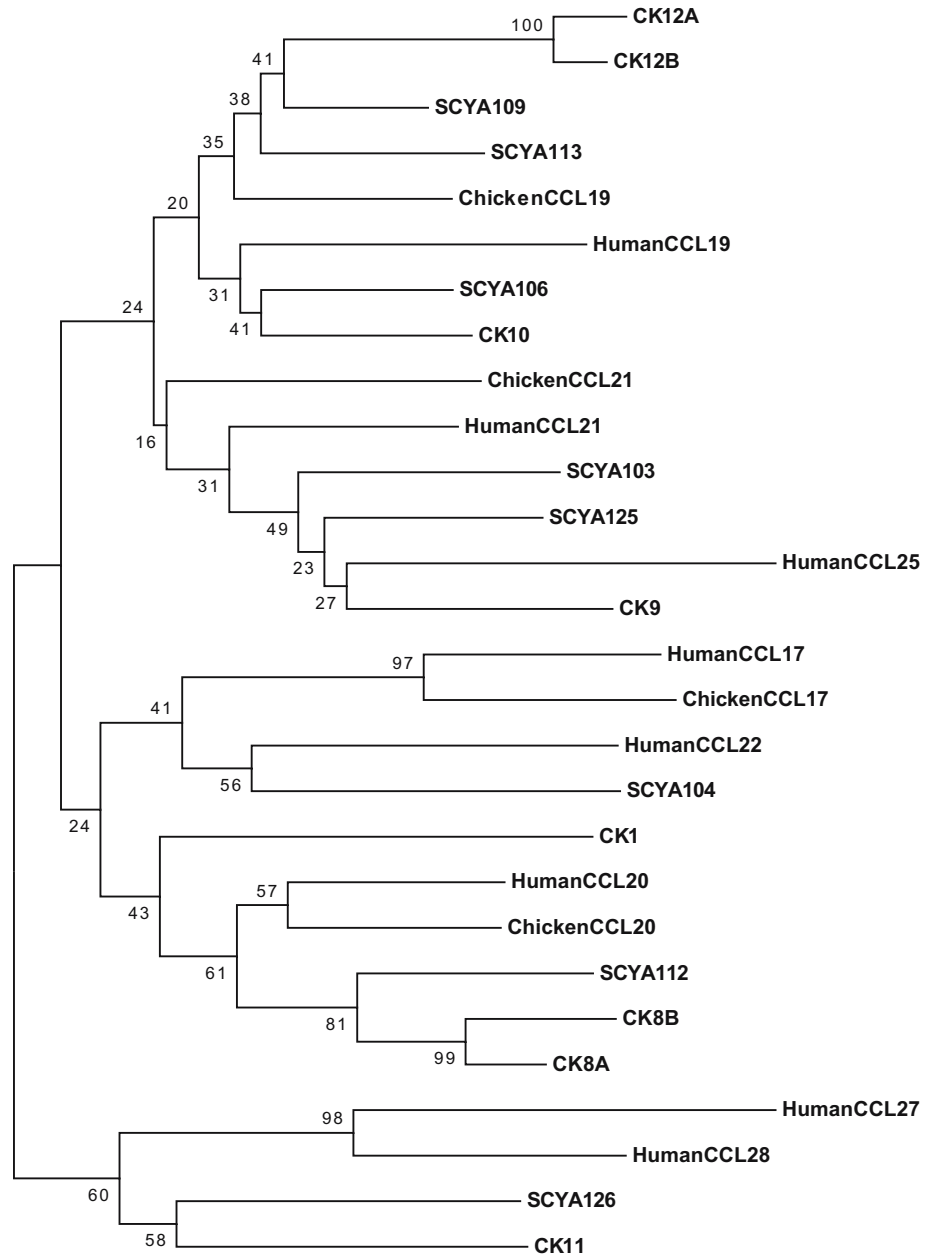 CK12A
100
CK12B
41
SCYA109
38
SCYA113
35
ChickenCCL19
20
HumanCCL19
SCYA106
31
24
41
CK10
ChickenCCL21
16
HumanCCL21
31
SCYA103
49
SCYA125
23
HumanCCL25
27
CK9
HumanCCL17
97
ChickenCCL17
41
HumanCCL22
56
SCYA104
24
CK1
HumanCCL20
57
43
ChickenCCL20
61
SCYA112
81
CK8B
99
CK8A
HumanCCL27
98
HumanCCL28
60
SCYA126
58
CK11